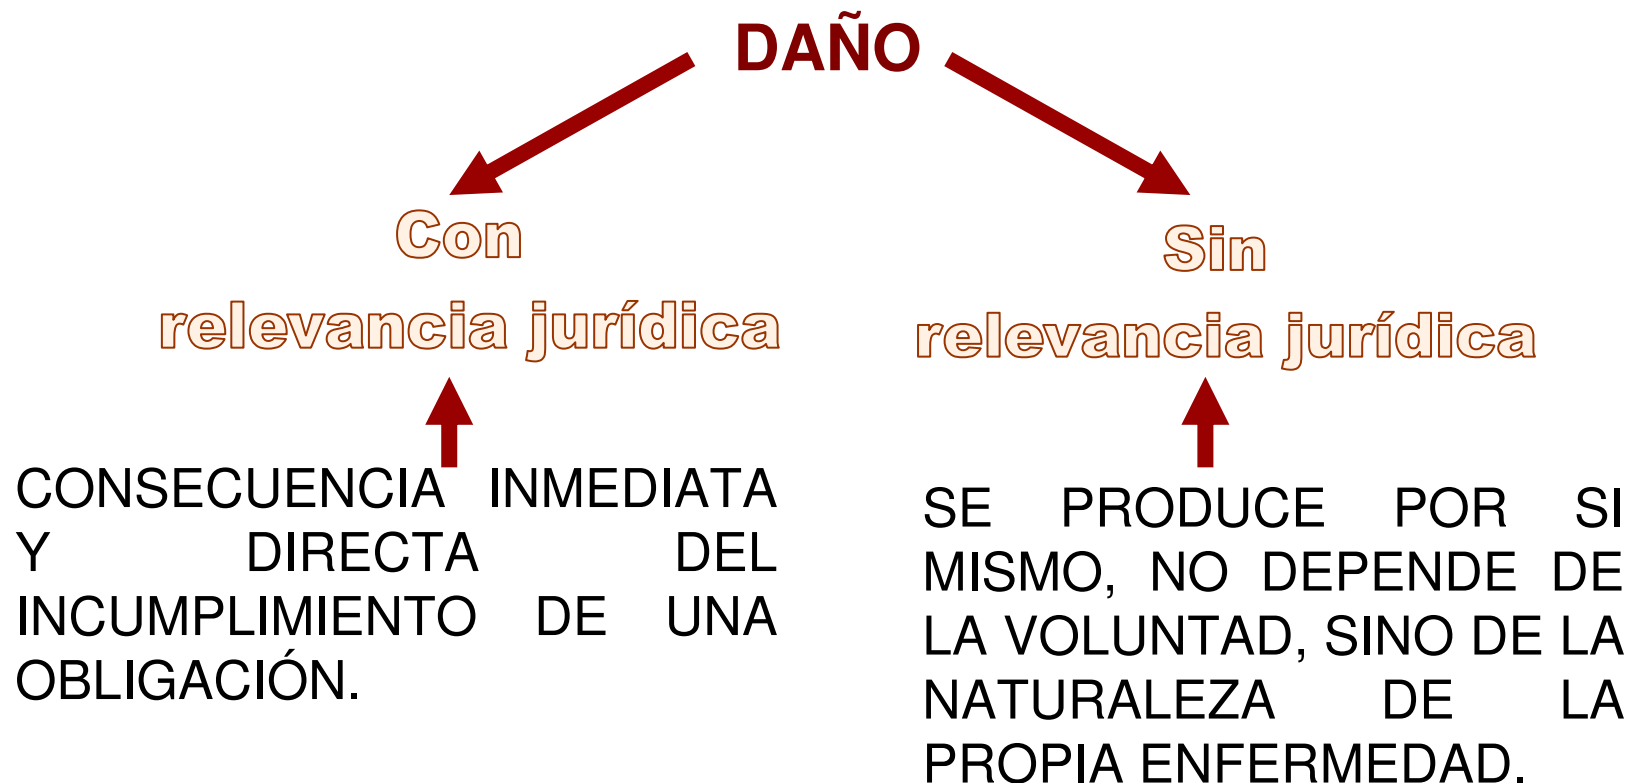 DAÑO
Con
relevancia jurídica
CONSECUENCIA INMEDIATA
Y DIRECTA DEL
INCUMPLIMIENTO DE UNA
OBLIGACIÓN.
Sin
relevancia jurídica
SE PRODUCE POR SI
MISMO, NO DEPENDE DE
LA VOLUNTAD, SINO DE LA
NATURALEZA DE LA
PROPIA ENFERMEDAD.